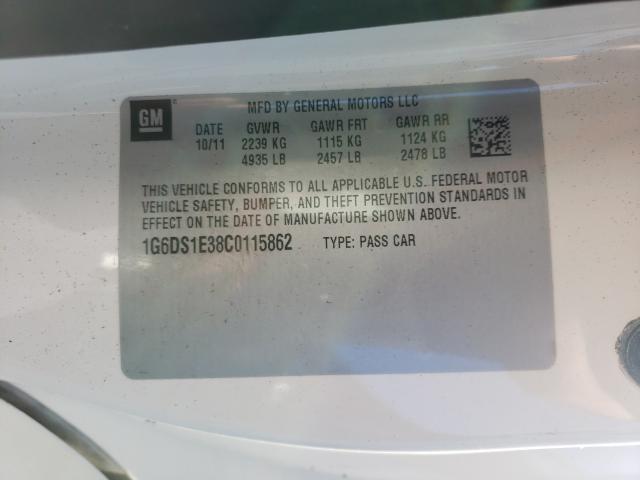 GM
MFD BY GENERAL MOTORS LLC
DATE GVWR GAWR FRT GAWR RR
10/11 2239 KG 1115 KG 1124 KG
4935 LB 2457 LB 2478 LB
THIS VEHICLE CONFORMS TO ALL APPLICABLE U.S. FEDERAL MOTOR
VEHICLE SAFETY, BUMPER, AND THEFT PREVENTION STANDARDS IN
EFFECT ON THE DATE OF MANUFACTURE SHOWN ABOVE.
1G6DS1E38C0115862 TYPE: PASS CAR